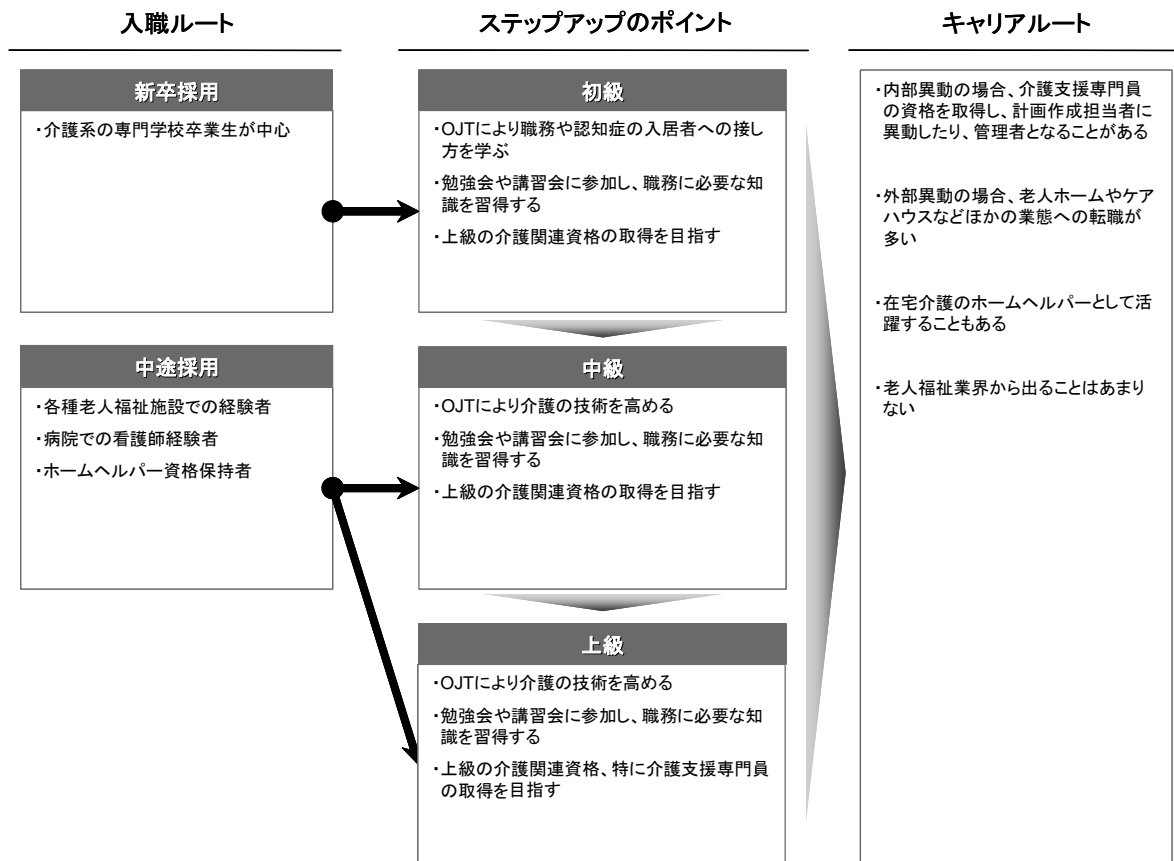 入職ルート
ステップアップのポイント
キャリアルート
新卒採用
・介護系の専門学校卒業生が中心
中途採用
・各種老人福祉施設での経験者
・病院での看護師経験者
・ホームヘルパー資格保持者
初級
・OJTにより職務や認知症の入居者への接し
方を学ぶ
・勉強会や講習会に参加し、職務に必要な知
識を習得する
・上級の介護関連資格の取得を目指す
中級
・OJTにより介護の技術を高める
・勉強会や講習会に参加し、職務に必要な知
識を習得する
・上級の介護関連資格の取得を目指す
上級
・OJTにより介護の技術を高める
・勉強会や講習会に参加し、職務に必要な知
識を習得する
・上級の介護関連資格、特に介護支援専門員
の取得を目指す
・内部異動の場合、介護支援専門員
の資格を取得し、計画作成担当者に
異動したり、管理者となることがある
・外部異動の場合、老人ホームやケア
ハウスなどほかの業態への転職が
多い
・在宅介護のホームヘルパーとして活
躍することもある
・老人福祉業界から出ることはあまり
ない